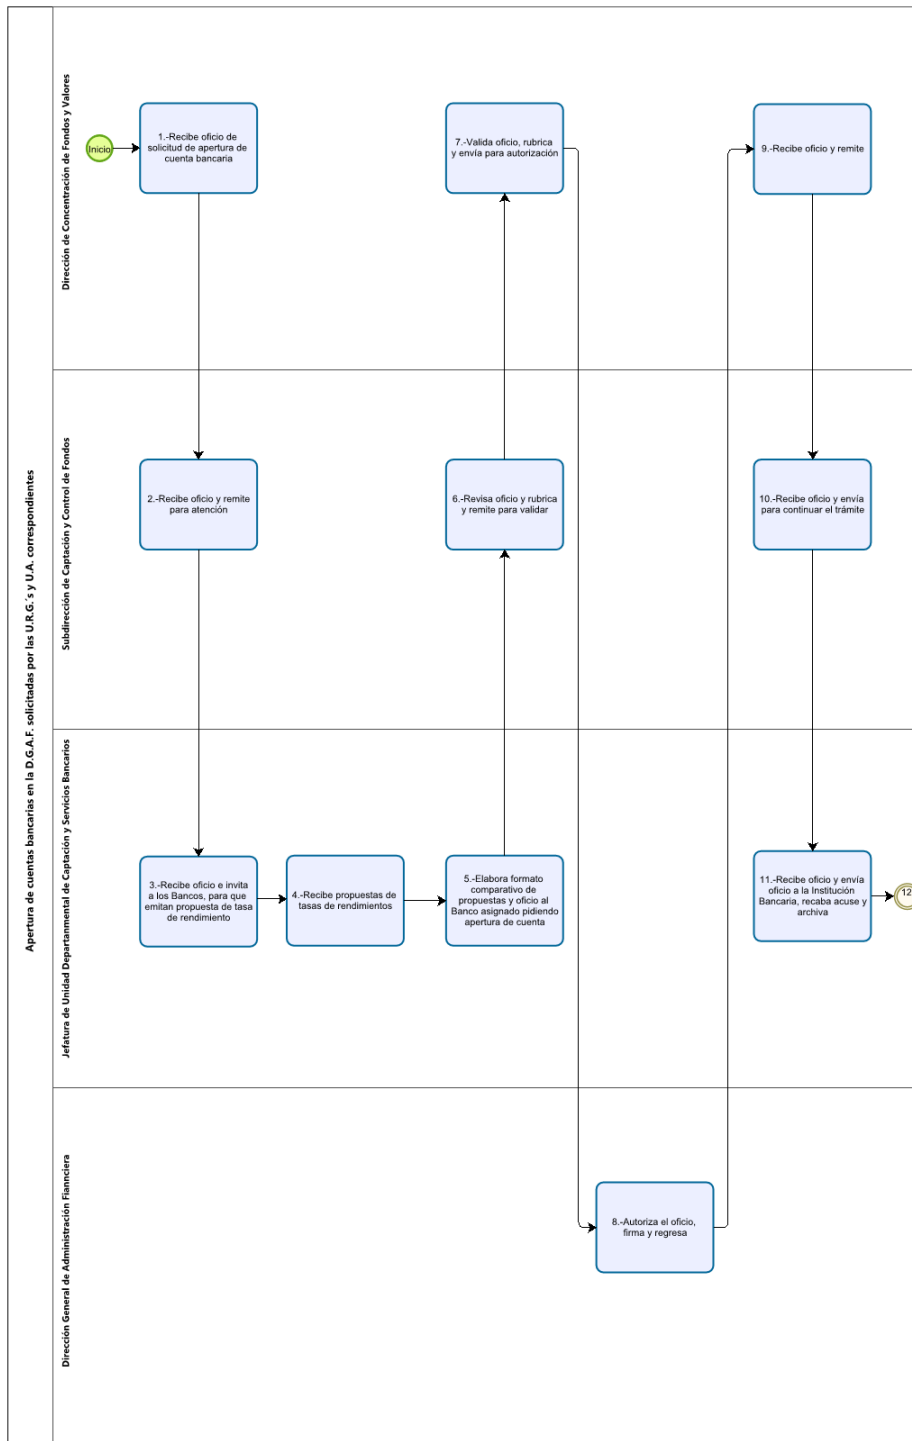 Apertura de cuentas bancarias en la D.G.A.F. solicitadas por las U.R.G.´s y U.A. correspondientes
Dirección de Concentración de Fondos y Valores
Inicio
1.-Recibe oficio de
solicitud de apertura de
cuenta bancaria
7.-Valida oficio, rubrica
y envía para autorización
9.-Recibe oficio y remite
Subdirección de Captación y Control de Fondos
2.-Recibe oficio y remite
para atención
6.-Revisa oficio y rubrica
y remite para validar
10.-Recibe oficio y envía
para continuar el trámite
Jefatura de Unidad Departanmental de Captación y Servicios Bancarios
3.-Recibe oficio e invita
a los Bancos, para que
emitan propuesta de tasa
de rendimiento
4.-Recibe propuestas de
tasas de rendimientos
5.-Elabora formato
comparativo de
propuestas y oficio al
Banco asignado pidiendo
apertura de cuenta
11.-Recibe oficio y envía
oficio a la Institución
Bancaria, recaba acuse y
archiva
12
Dirección General de Administración Fiannciera
8.-Autoriza el oficio,
firma y regresa